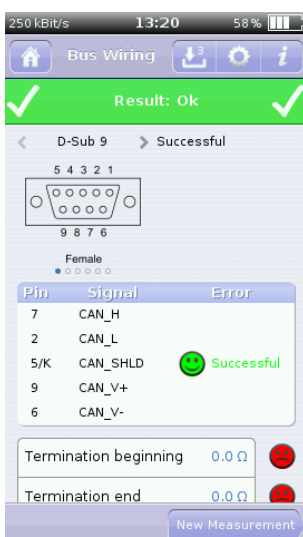 250 kBit/s 13:20 58%
Bus Wiring 3 i
Result: Ok
D-Sub 9 Successful
5 4 3 2 1
9 8 7 6
Female
Pin Signal Error
7 CAN_H
2 CAN_L
5/K CAN_SHLD Successful
9 CAN_V+
6 CAN_V-
Termination beginning 0.0 Ω
Termination end 0.0 Ω
New Measurement